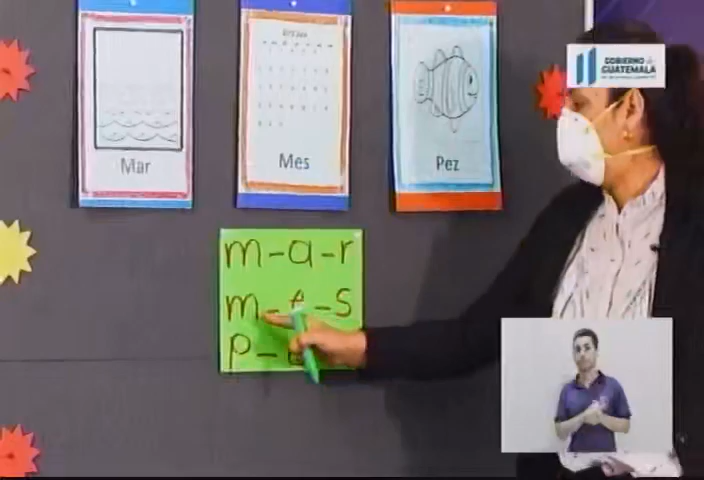 GOBIERNO de
GUATEMALA
Mar
Mes
Pez
m-a-r
m-e-s
p-